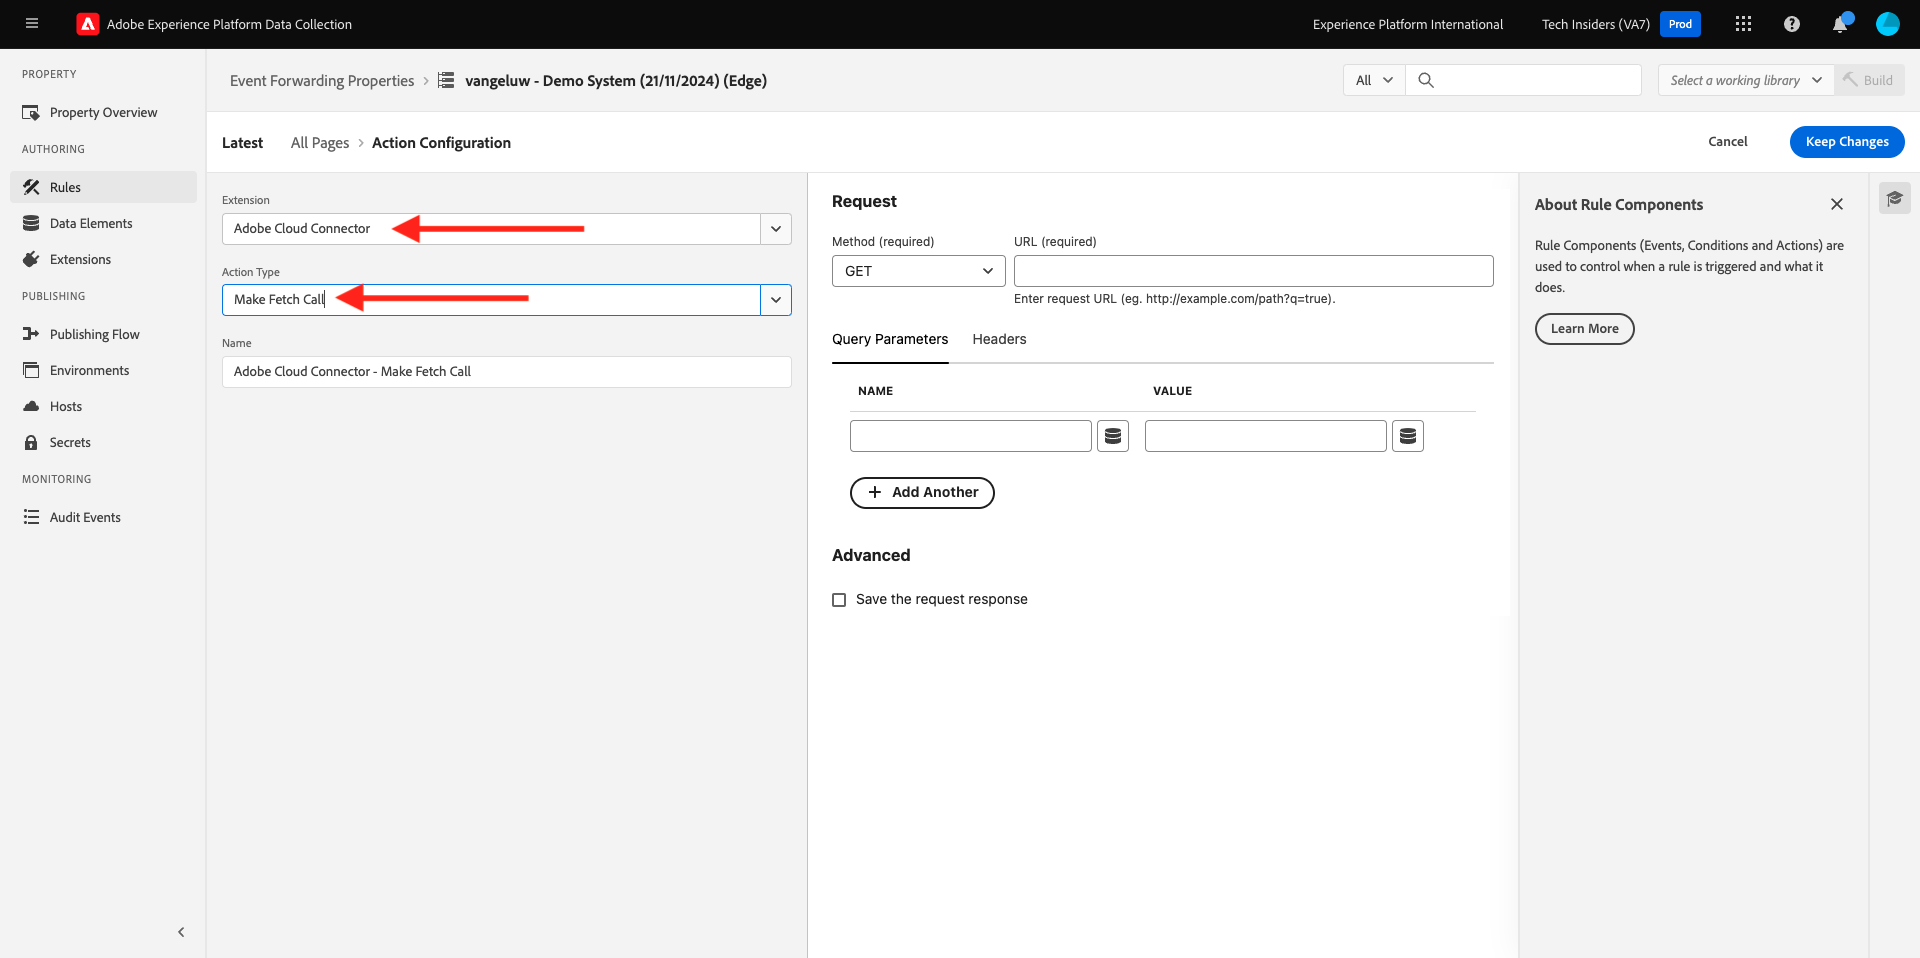 Adobe Experience Platform Data Collection
Experience Platform International
Tech Insiders (VA7)
Prod
PROPERTY
Property Overview
AUTHORING
Rules
Data Elements
Extensions
PUBLISHING
Publishing Flow
Environments
Hosts
Secrets
MONITORING
Audit Events
Event Forwarding Properties
vangeluw - Demo System (21/11/2024) (Edge)
All
Select a working library
Build
Latest
All Pages
Action Configuration
Cancel
Keep Changes
Extension
Adobe Cloud Connector
Action Type
Make Fetch Call
Name
Adobe Cloud Connector - Make Fetch Call
Request
Method (required)
URL (required)
GET
Enter request URL (eg. http://example.com/path?q=true).
Query Parameters
Headers
NAME
VALUE
Add Another
Advanced
Save the request response
About Rule Components
Rule Components (Events, Conditions and Actions) are
used to control when a rule is triggered and what it
does.
Learn More